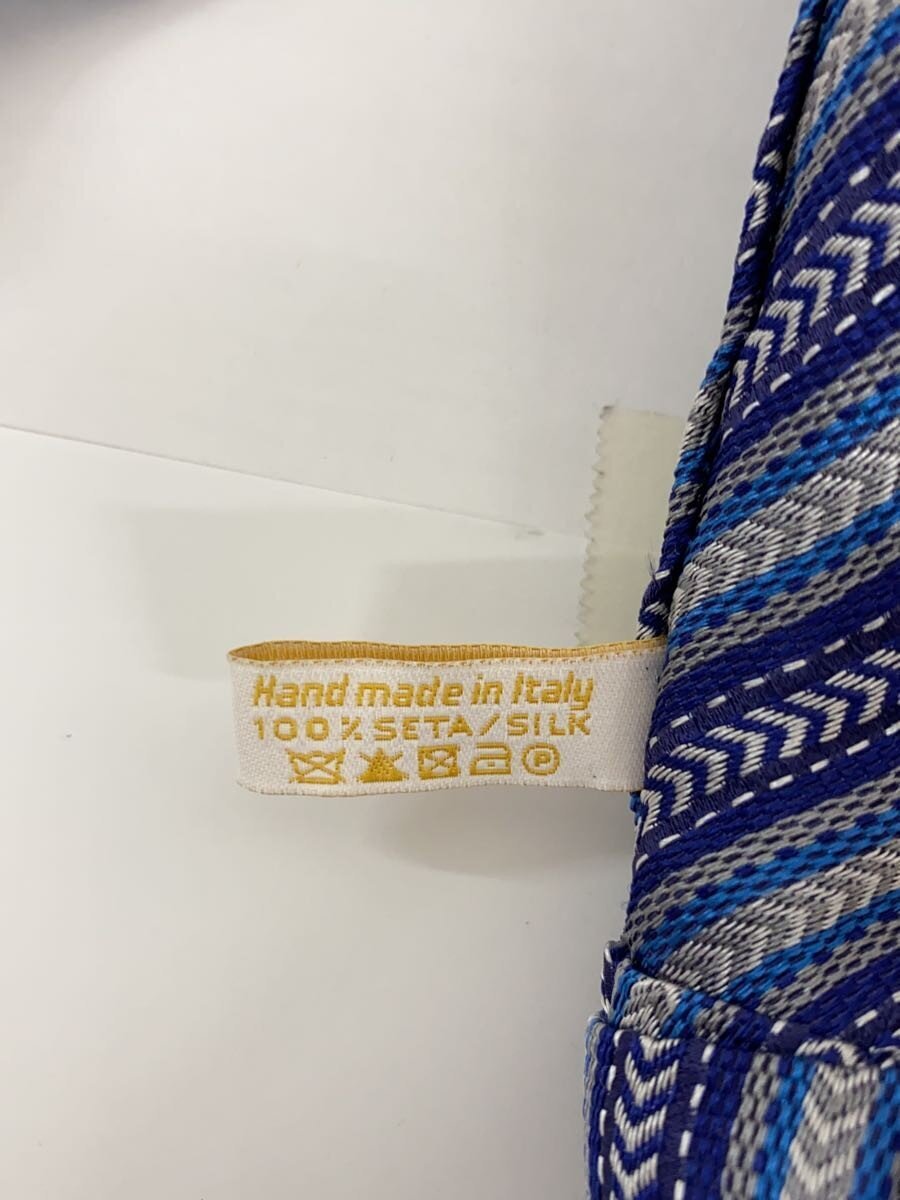 Hand made in Italy
100% SETA/SILK
P